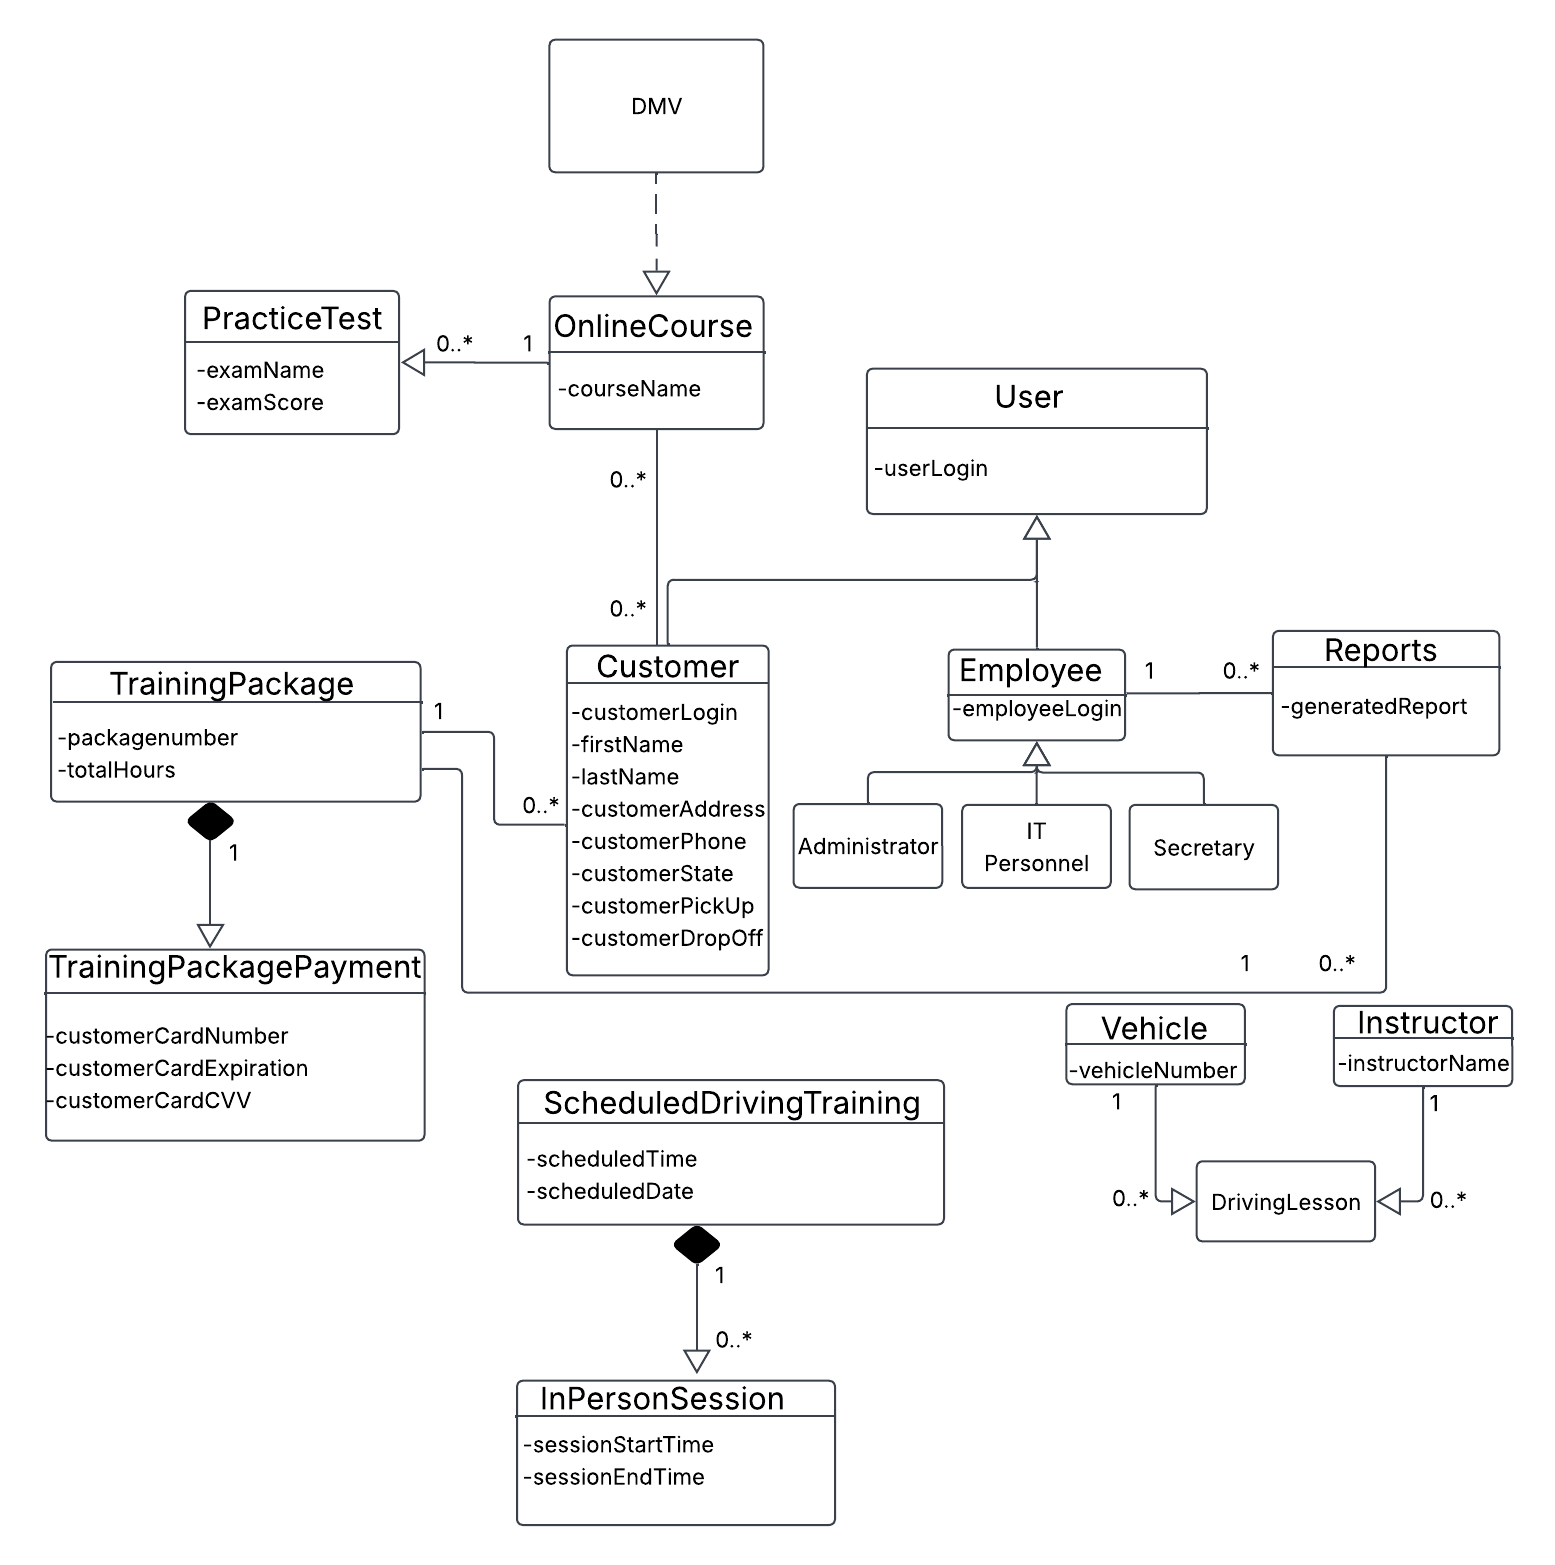 DMV
PracticeTest
-examName
-examScore
0..*
1
OnlineCourse
-courseName
User
-userLogin
0..*
0..*
TrainingPackage
-packagenumber
-totalHours
1
0..*
Customer
-customerLogin
-firstName
-lastName
-customerAddress
-customerPhone
-customerState
-customerPickUp
-customerDropOff
Employee
-employeeLogin
1
0..*
Reports
-generatedReport
Administrator
IT
Personnel
Secretary
1
TrainingPackagePayment
-customerCardNumber
-customerCardExpiration
-customerCardCVV
1
0..*
Vehicle
-vehicleNumber
Instructor
-instructorName
1
1
0..*
DrivingLesson
0..*
ScheduledDrivingTraining
-scheduledTime
-scheduledDate
1
0..*
InPersonSession
-sessionStartTime
-sessionEndTime